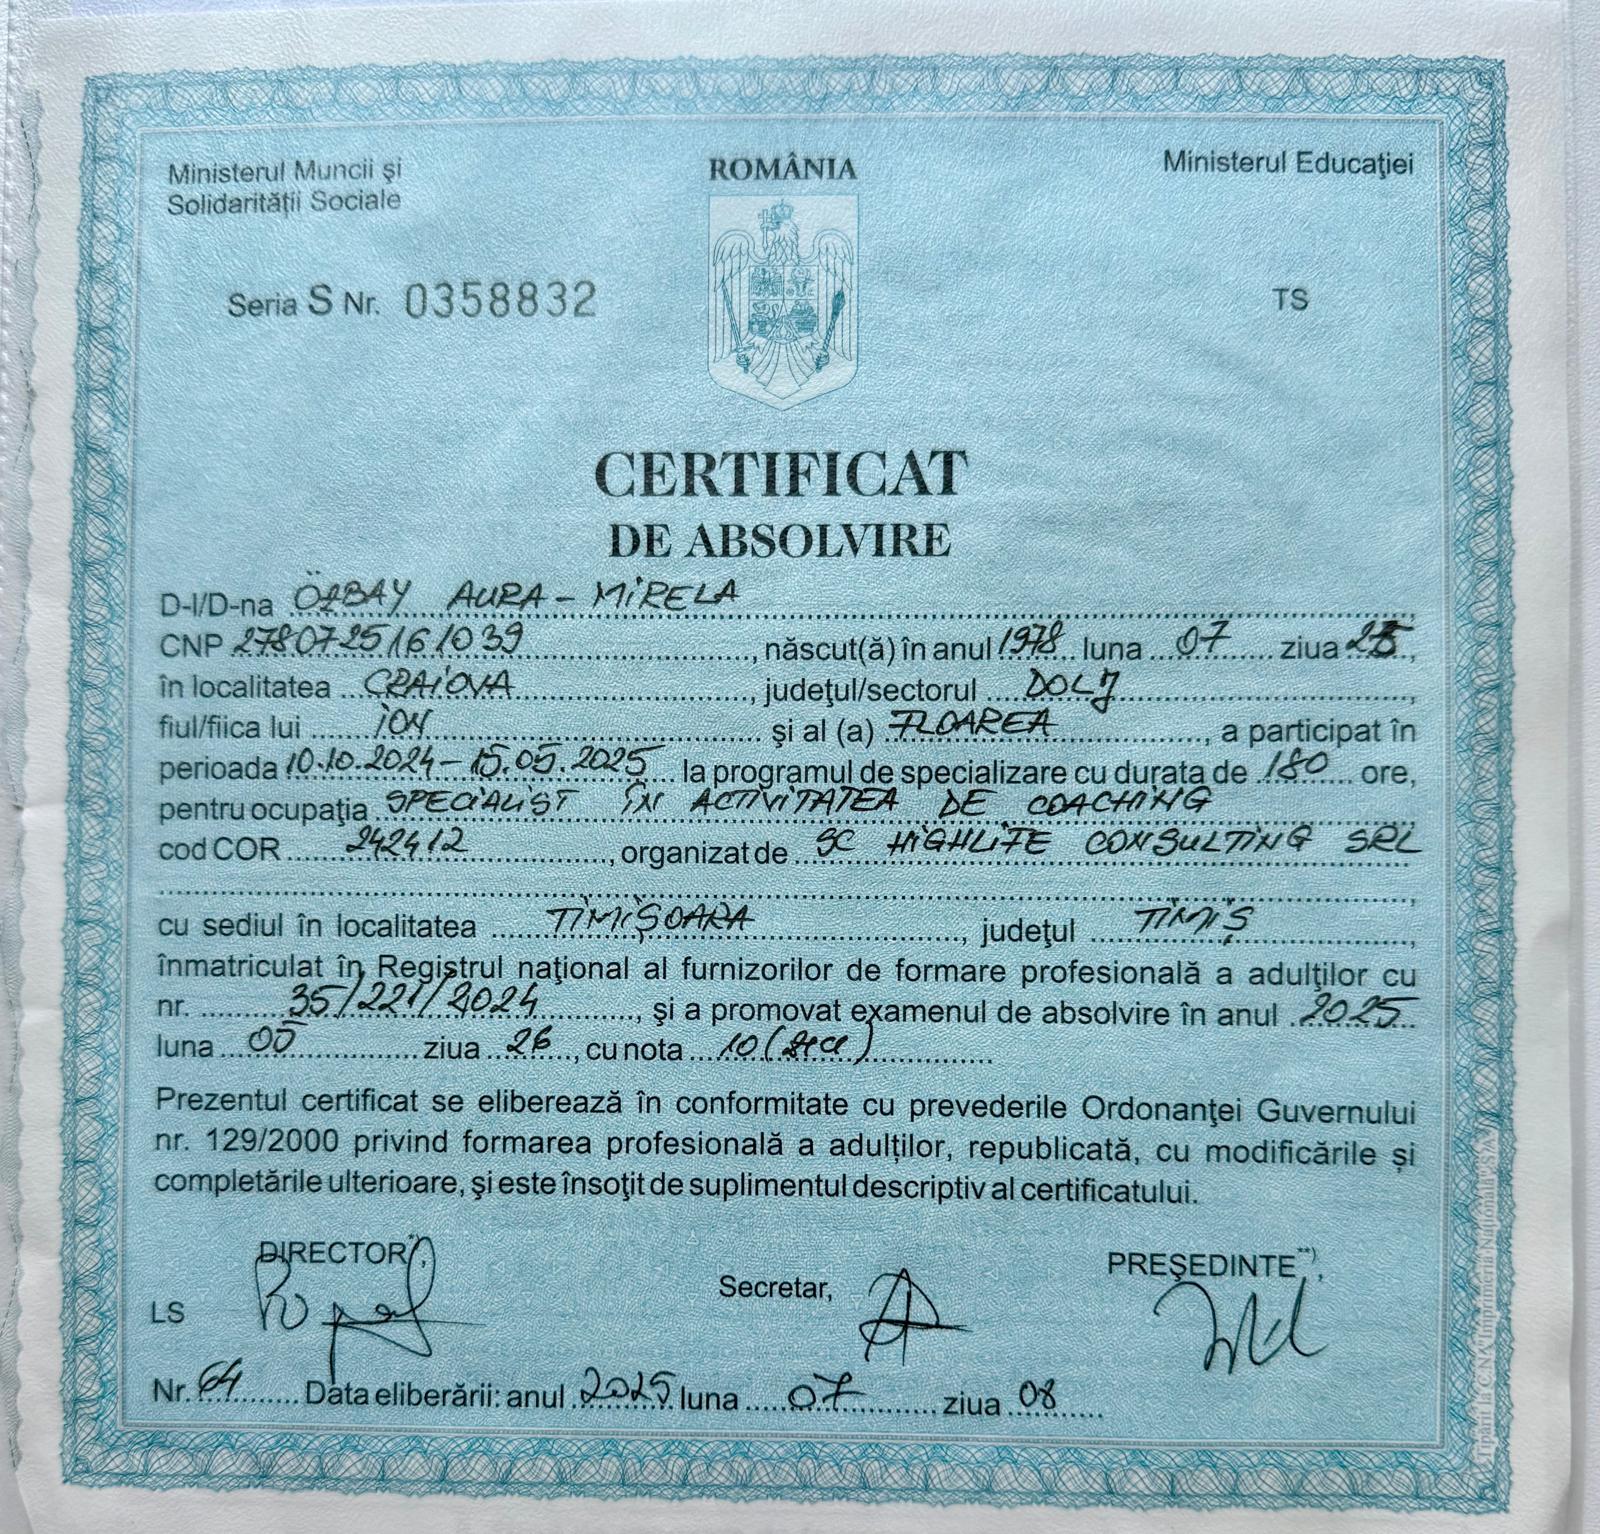 Ministerul Muncii şi
Solidarităţii Sociale
ROMÂNIA
Ministerul Educaţiei
Seria S Nr. 0358832
TS
CERTIFICAT
DE ABSOLVIRE
D-l/D-na ÖZBAY AURA-MIRELA
CNP 2780725161039, născut(ă) în anul 1978 luna 07 ziua 25,
în localitatea CRAIOVA, judeţul/sectorul DOLJ,
fiul/fiica lui ION şi al (a) FLOAREA, a participat în
perioada 10.10.2024-15.05.2025 la programul de specializare cu durata de 180 ore,
pentru ocupaţia SPECIALIST ÎN ACTIVITATEA DE COACHING
cod COR 242412, organizat de SC HIGHLIFE CONSULTING SRL
cu sediul în localitatea TIMIŞOARA, judeţul TIMIŞ,
înmatriculat în Registrul naţional al furnizorilor de formare profesională a adulţilor cu
nr. 35/221/2024, şi a promovat examenul de absolvire în anul 2025
luna 05 ziua 26, cu nota 10 (zece)
Prezentul certificat se eliberează în conformitate cu prevederile Ordonanţei Guvernului
nr. 129/2000 privind formarea profesională a adulților, republicată, cu modificările și
completările ulterioare, şi este însoţit de suplimentul descriptiv al certificatului.
DIRECTOR*),
Secretar,
PREŞEDINTE**),
LS
Nr. 64 Data eliberării: anul 2025 luna 07 ziua 08
Tipărit la C.N. "Imprimeria Naţională" S.A.